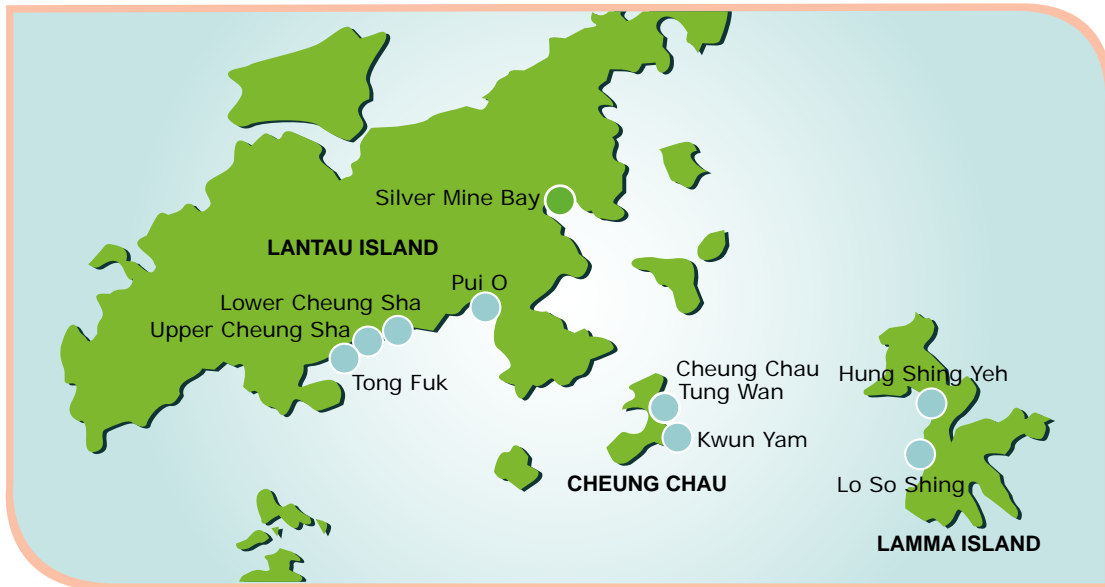 Silver Mine Bay
LANTAU ISLAND
Pui O
Lower Cheung Sha
Upper Cheung Sha
Tong Fuk
Cheung Chau
Tung Wan
Kwun Yam
CHEUNG CHAU
Hung Shing Yeh
Lo So Shing
LAMMA ISLAND